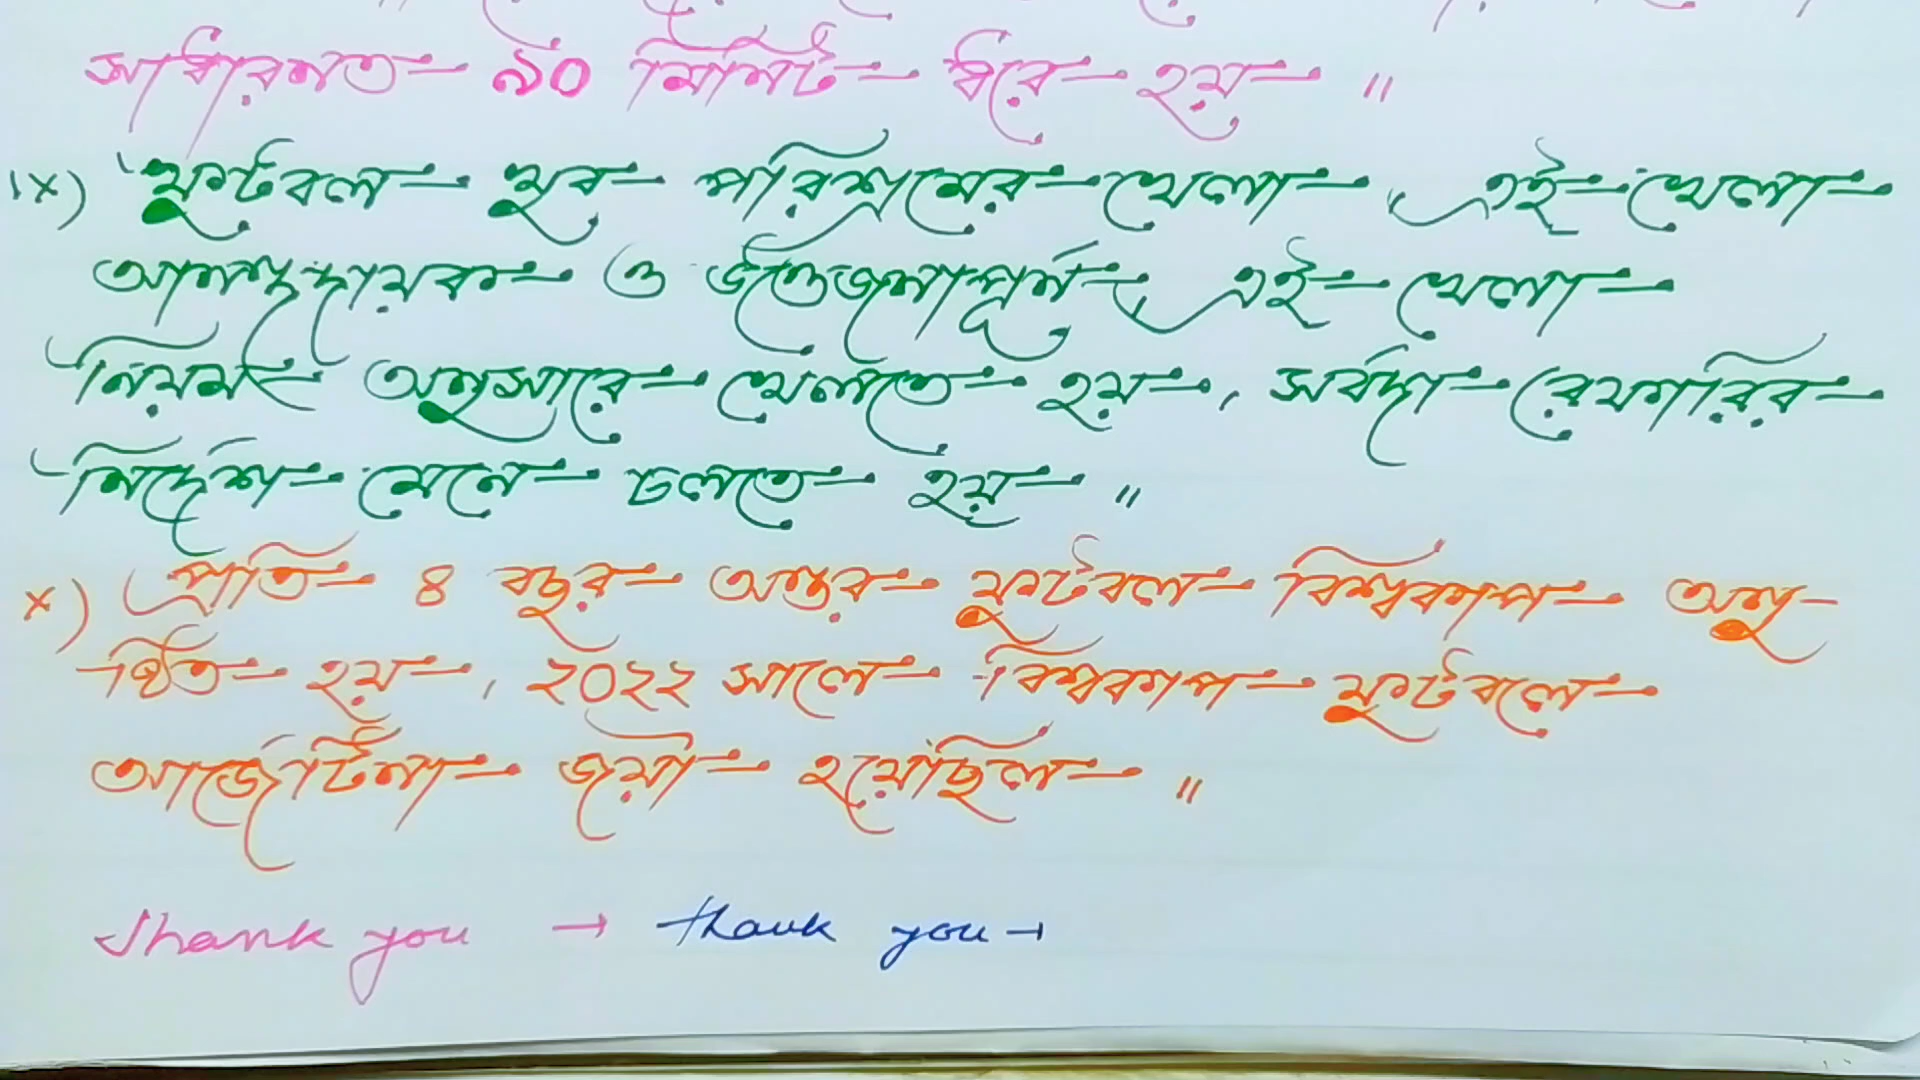 সাধারণত ৯০ মিনিট ধরে হয় ॥
ix) ফুটবল খুব পরিশ্রমের খেলা, এই খেলা
আনন্দদায়ক ও উত্তেজনাপূর্ণ, এই খেলা
নিয়ম অনুসারে খেলতে হয়, সর্বদা রেফারির
নির্দেশ মেনে চলতে হয় ॥
x) প্রতি ৪ বছর অন্তর ফুটবল বিশ্বকাপ অনু-
ষ্ঠিত হয়, ২০২২ সালে বিশ্বকাপ ফুটবলে
আর্জেন্টিনা জয়ী হয়েছিল ॥
Thank you → thank you →